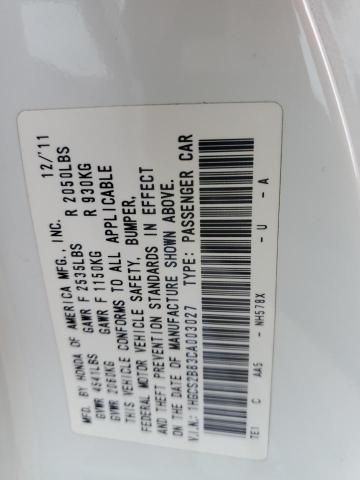 MFD. BY HONDA OF AMERICA MFG., INC. 12/'11
GVWR 4541LBS GAWR F 2535LBS R 2050LBS
GVWR 2060KG GAWR F 1150KG R 930KG
THIS VEHICLE CONFORMS TO ALL APPLICABLE
FEDERAL MOTOR VEHICLE SAFETY, BUMPER,
AND THEFT PREVENTION STANDARDS IN EFFECT
ON THE DATE OF MANUFACTURE SHOWN ABOVE.
V.I.N.: 1HGCS2B83CA003027 TYPE: PASSENGER CAR
TE1 C AA5 - NH578X - U - A